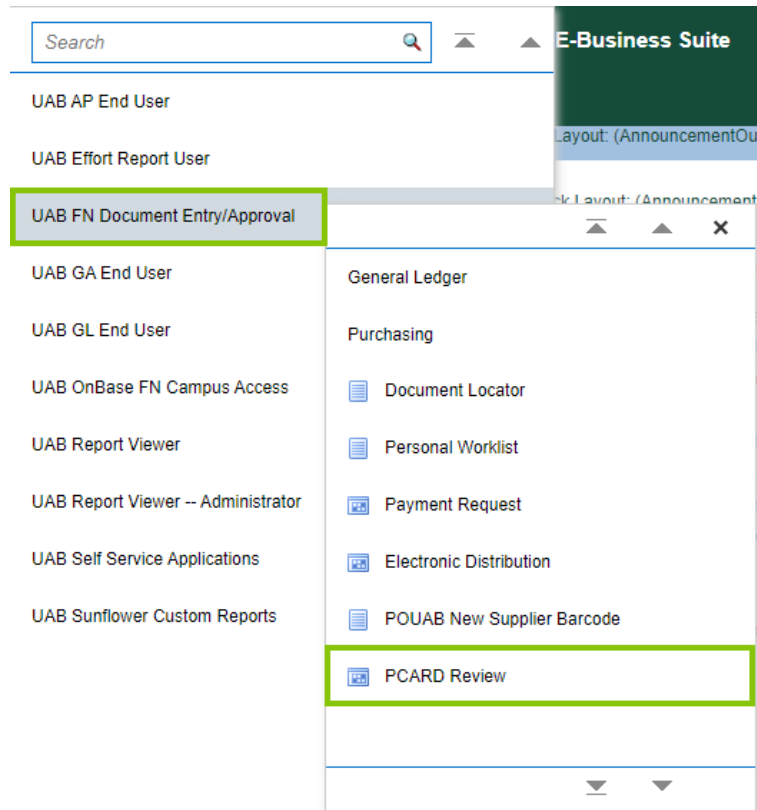 Search
E-Business Suite
UAB AP End User
Layout: (AnnouncementOu
UAB Effort Report User
ck Layout: (Announcement
UAB FN Document Entry/Approval
UAB GA End User
General Ledger
UAB GL End User
Purchasing
UAB OnBase FN Campus Access
Document Locator
UAB Report Viewer
Personal Worklist
UAB Report Viewer -- Administrator
Payment Request
UAB Self Service Applications
Electronic Distribution
UAB Sunflower Custom Reports
POUAB New Supplier Barcode
PCARD Review